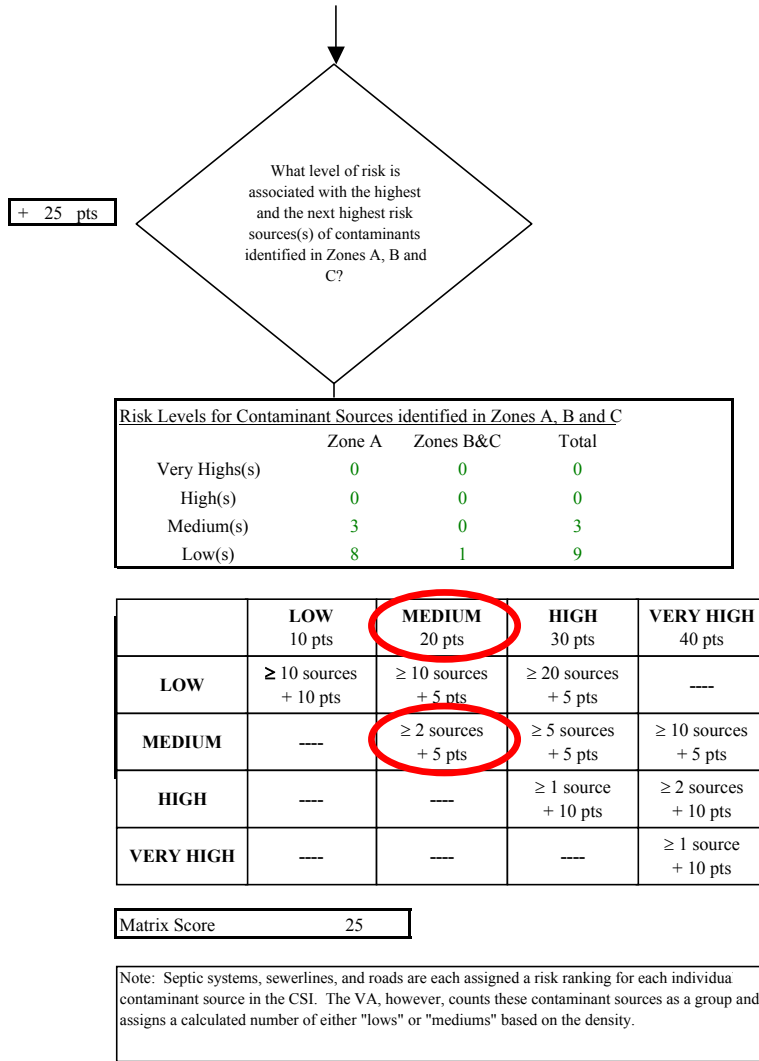 What level of risk is
associated with the highest
and the next highest risk
sources(s) of contaminants
identified in Zones A, B and
C?
+ 25 pts
Risk Levels for Contaminant Sources identified in Zones A, B and C
Zone A Zones B&C Total
Very Highs(s) 0 0 0
High(s) 0 0 0
Medium(s) 3 0 3
Low(s) 8 1 9
LOW MEDIUM HIGH VERY HIGH
10 pts 20 pts 30 pts 40 pts
LOW ≥ 10 sources ≥ 10 sources ≥ 20 sources ----
+ 10 pts + 5 pts + 5 pts
MEDIUM ---- ≥ 2 sources ≥ 5 sources ≥ 10 sources
+ 5 pts + 5 pts + 5 pts
HIGH ---- ---- ≥ 1 source ≥ 2 sources
+ 10 pts + 10 pts
VERY HIGH ---- ---- ---- ≥ 1 source
+ 10 pts
Matrix Score 25
Note: Septic systems, sewerlines, and roads are each assigned a risk ranking for each individua
contaminant source in the CSI. The VA, however, counts these contaminant sources as a group and
assigns a calculated number of either "lows" or "mediums" based on the density.